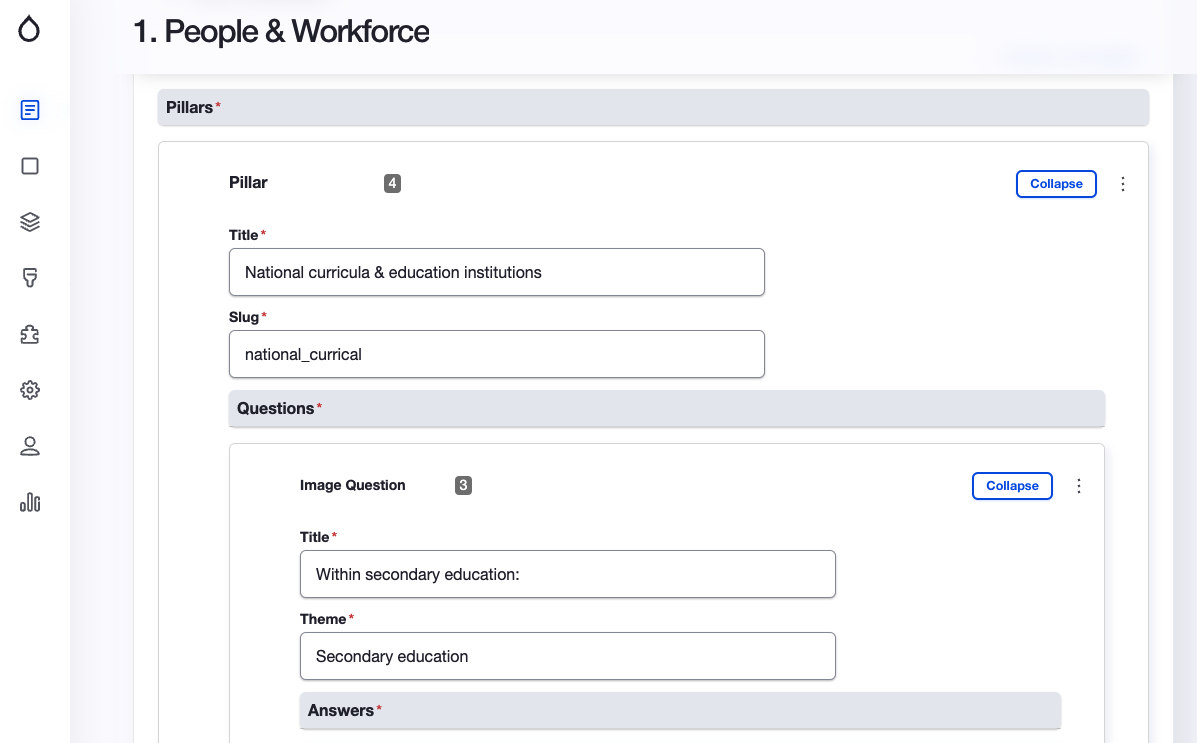 1. People & Workforce
Pillars*
Pillar 4 Collapse
Title*
National curricula & education institutions
Slug*
national_currical
Questions*
Image Question 3 Collapse
Title*
Within secondary education:
Theme*
Secondary education
Answers*